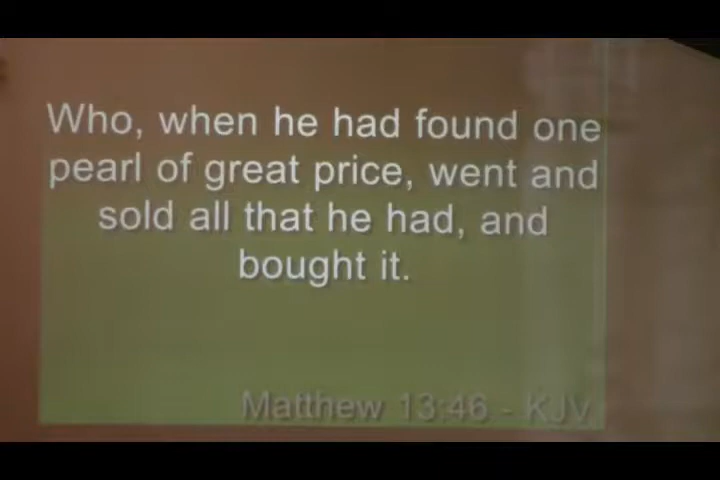 Who, when he had found one
pearl of great price, went and
sold all that he had, and
bought it.
Matthew 13:46 - KJV